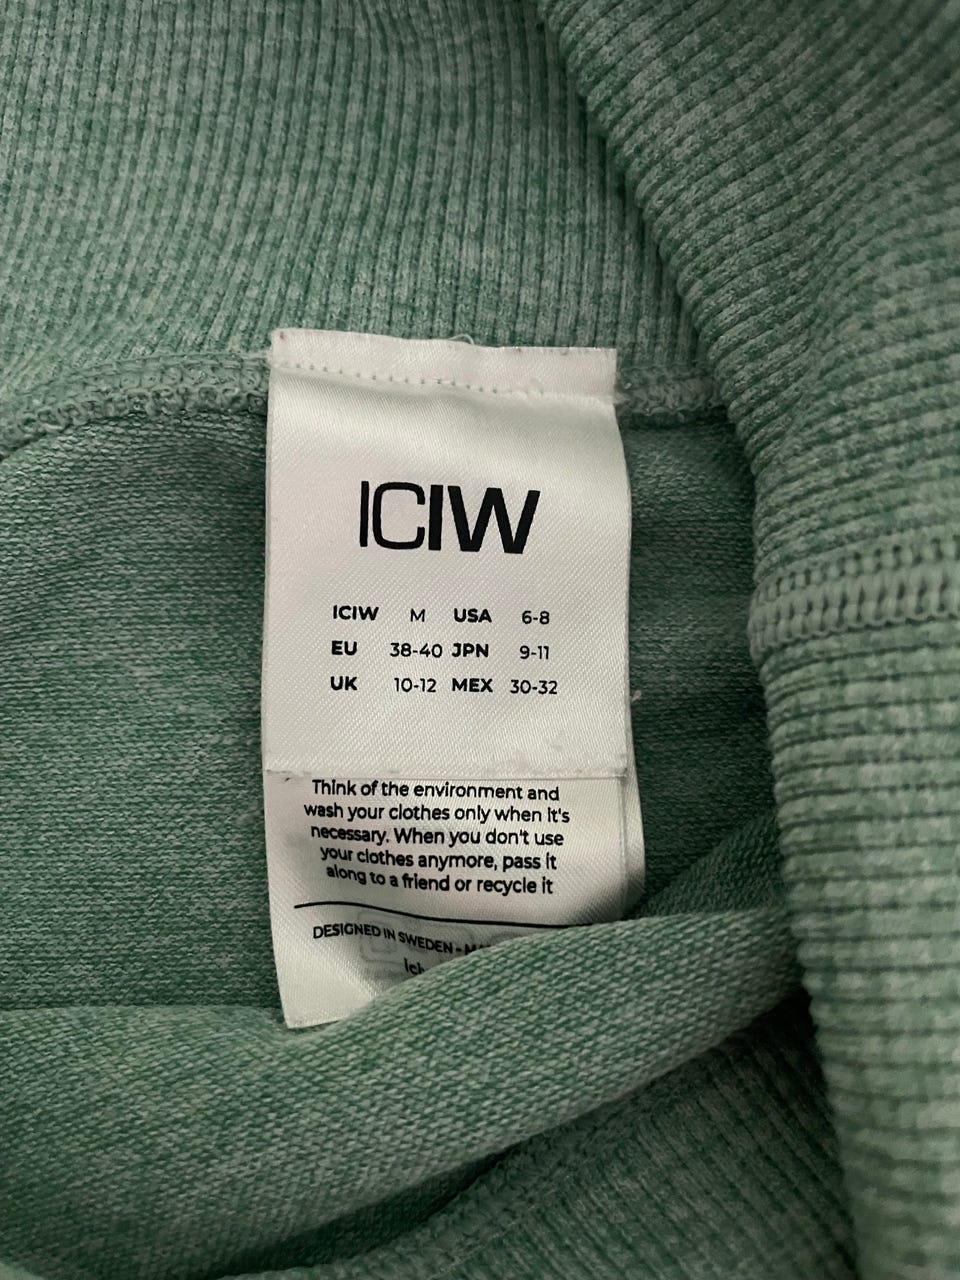 ICIW
ICIW M USA 6-8
EU 38-40 JPN 9-11
UK 10-12 MEX 30-32
Think of the environment and
wash your clothes only when it's
necessary. When you don't use
your clothes anymore, pass it
along to a friend or recycle it
DESIGNED IN SWEDEN -